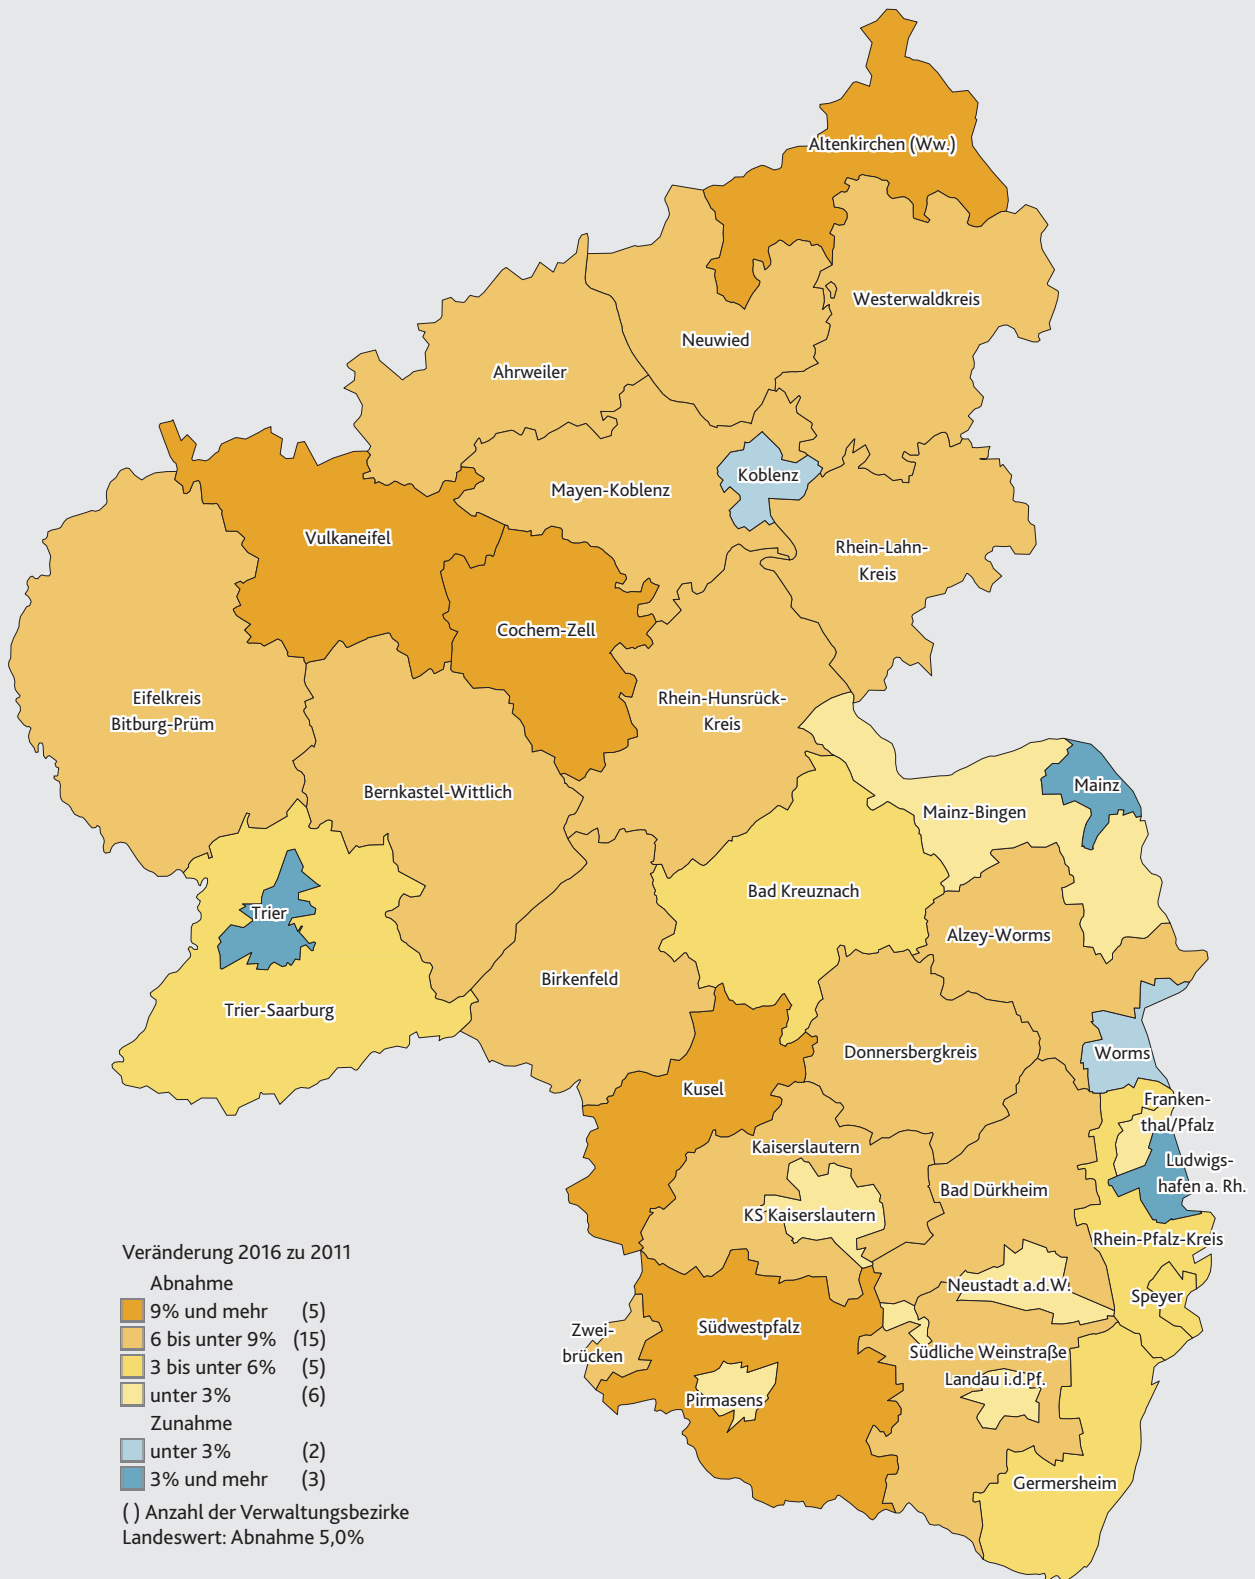 Altenkirchen (Ww.)
Westerwaldkreis
Neuwied
Ahrweiler
Koblenz
Mayen-Koblenz
Vulkaneifel
Rhein-Lahn-
Kreis
Cochem-Zell
Eifelkreis
Bitburg-Prüm
Rhein-Hunsrück-
Kreis
Mainz
Bernkastel-Wittlich
Mainz-Bingen
Bad Kreuznach
Trier
Alzey-Worms
Birkenfeld
Trier-Saarburg
Donnersbergkreis
Worms
Kusel
Franken-
thal/Pfalz
Kaiserslautern
Ludwigs-
hafen a. Rh.
Bad Dürkheim
KS Kaiserslautern
Rhein-Pfalz-Kreis
Neustadt a.d.W.
Speyer
Südwestpfalz
Zwei-
brücken
Südliche Weinstraße
Landau i.d.Pf.
Pirmasens
Germersheim
Veränderung 2016 zu 2011
Abnahme
9% und mehr (5)
6 bis unter 9% (15)
3 bis unter 6% (5)
unter 3% (6)
Zunahme
unter 3% (2)
3% und mehr (3)
( ) Anzahl der Verwaltungsbezirke
Landeswert: Abnahme 5,0%